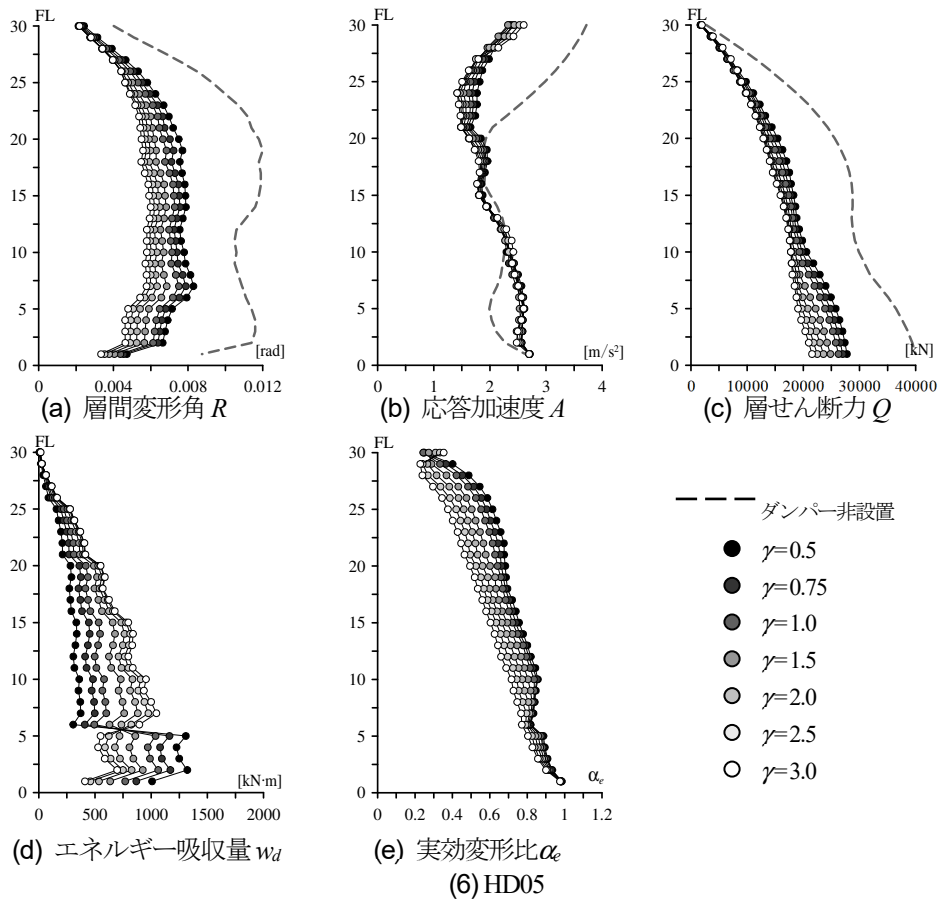 FL
30
25
20
15
10
5
0
[rad]
0 0.004 0.008 0.012
(a) 層間変形角 R
FL
30
25
20
15
10
5
0
[m/s²]
0 1 2 3 4
(b) 応答加速度 A
FL
30
25
20
15
10
5
0
[kN]
0 10000 20000 30000 40000
(c) 層せん断力 Q
FL
30
25
20
15
10
5
0
[kN·m]
0 500 1000 1500 2000
(d) エネルギー吸収量 wd
FL
30
25
20
15
10
5
0
αe
0 0.2 0.4 0.6 0.8 1 1.2
(e) 実効変形比αe
ダンパー非設置
γ=0.5
γ=0.75
γ=1.0
γ=1.5
γ=2.0
γ=2.5
γ=3.0
(6) HD05